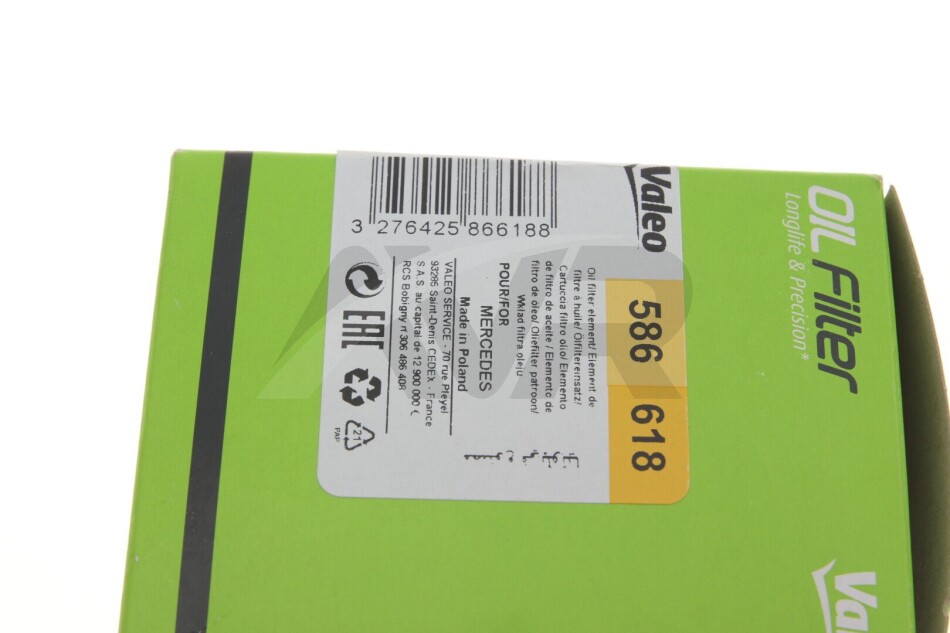 OIL Filter
Longlife & Precision*
Valeo
586 618
Oil filter element/ Element de
filtre à huile/ Ölfiltereinsatz/
Cartuccia filtro olio/ Elemento
de filtro de aceite / Elemento de
filtro de óleo/ Oliefilter patroon/
Wkład filtra oleju
POUR/FOR
MERCEDES
Made in Poland
VALEO SERVICE - 70 rue Pleyel
93285 Saint-Denis CEDEX - France
S.A.S. au capital de 12 900 000 €
RCS Bobigny n° 306 486 408
3 276425 866188
EAC
21
PAP